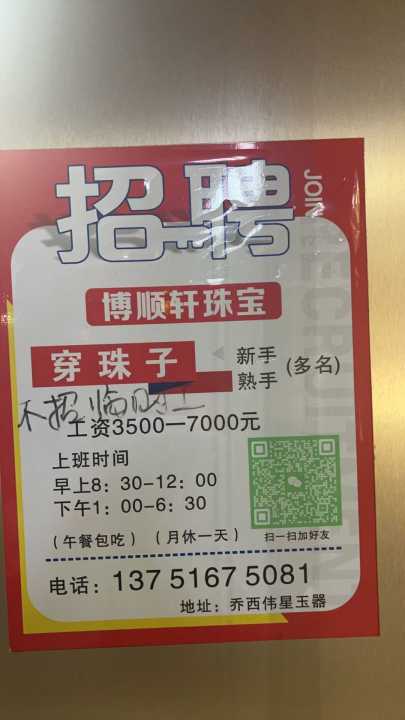 招聘
JOIN
RECRUITMENT
博顺轩珠宝
穿珠子
新手
熟手
(多名)
不招临时工
工资3500—7000元
上班时间
早上8：30-12：00
下午1：00-6：30
(午餐包吃) (月休一天)
扫一扫加好友
电话：13751675081
地址：乔西伟星玉器